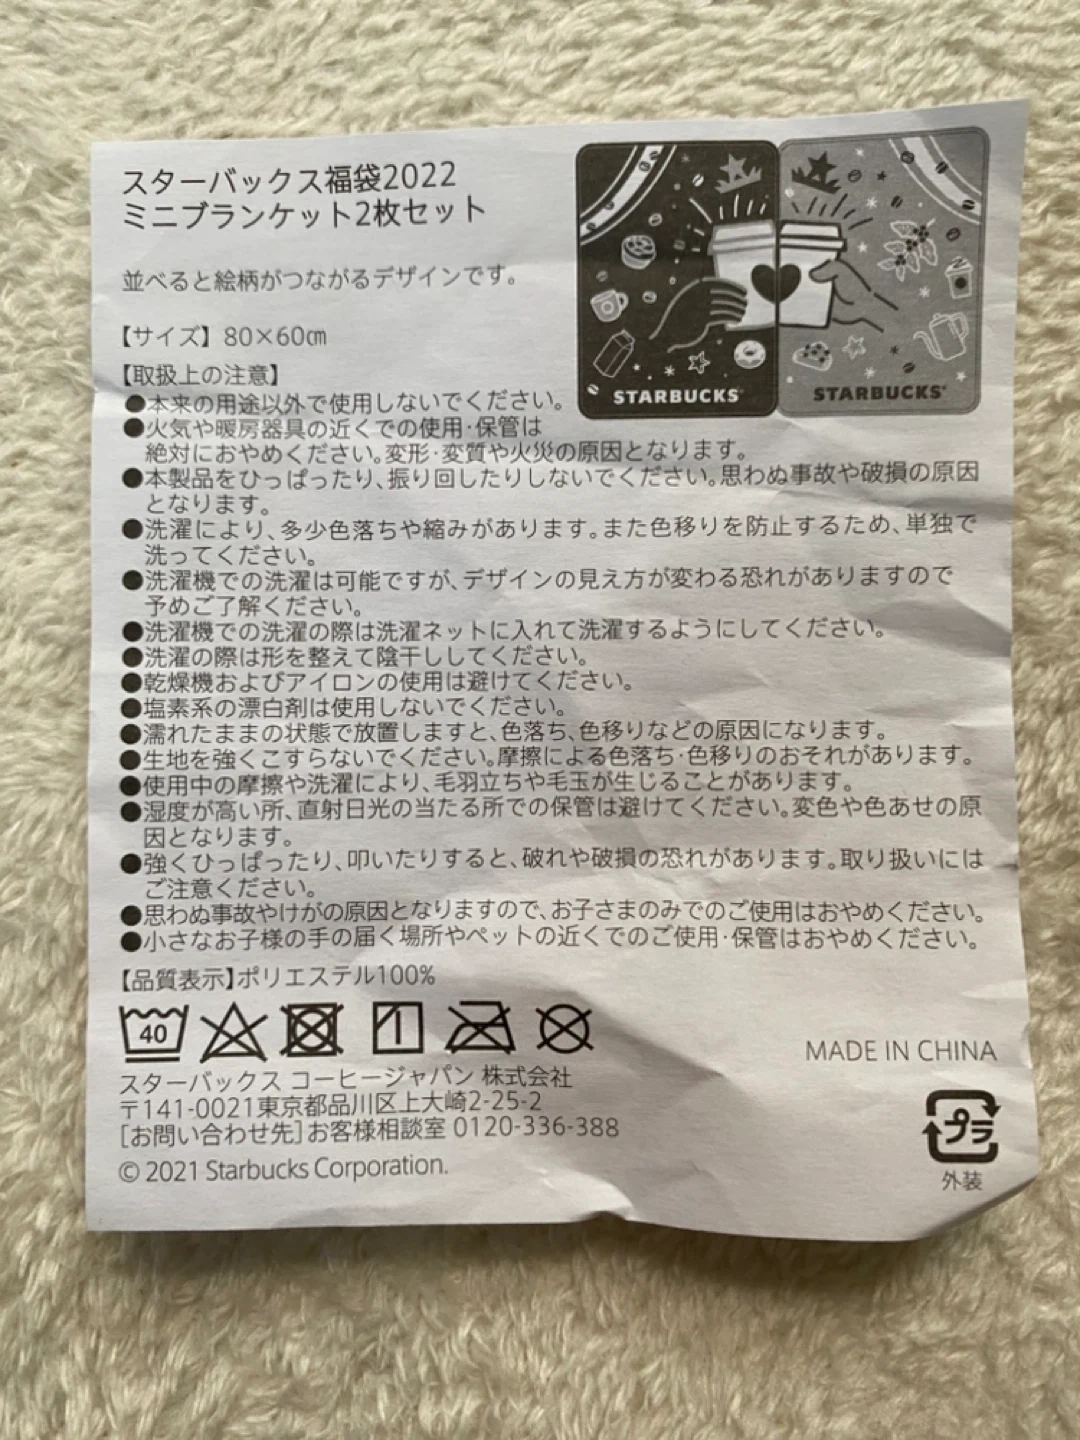 スターバックス福袋2022
ミニブランケット2枚セット
並べると絵柄がつながるデザインです。
【サイズ】80×60㎝
STARBUCKS®
STARBUCKS®
【取扱上の注意】
●本来の用途以外で使用しないでください。
●火気や暖房器具の近くでの使用・保管は
絶対におやめください。変形・変質や火災の原因となります。
●本製品をひっぱったり、振り回したりしないでください。思わぬ事故や破損の原因
となります。
●洗濯により、多少色落ちや縮みがあります。また色移りを防止するため、単独で
洗ってください。
●洗濯機での洗濯は可能ですが、デザインの見え方が変わる恐れがありますので
予めご了解ください。
●洗濯機での洗濯の際は洗濯ネットに入れて洗濯するようにしてください。
●洗濯の際は形を整えて陰干ししてください。
●乾燥機およびアイロンの使用は避けてください。
●塩素系の漂白剤は使用しないでください。
●濡れたままの状態で放置しますと、色落ち、色移りなどの原因になります。
●生地を強くこすらないでください。摩擦による色落ち・色移りのおそれがあります。
●使用中の摩擦や洗濯により、毛羽立ちや毛玉が生じることがあります。
●湿度が高い所、直射日光の当たる所での保管は避けてください。変色や色あせの原
因となります。
●強くひっぱったり、叩いたりすると、破れや破損の恐れがあります。取り扱いには
ご注意ください。
●思わぬ事故やけがの原因となりますので、お子さまのみでのご使用はおやめください。
●小さなお子様の手の届く場所やペットの近くでのご使用・保管はおやめください。
【品質表示】ポリエステル100%
40
MADE IN CHINA
スターバックス コーヒージャパン 株式会社
〒141-0021東京都品川区上大崎2-25-2
[お問い合わせ先]お客様相談室 0120-336-388
© 2021 Starbucks Corporation.
プラ
外装